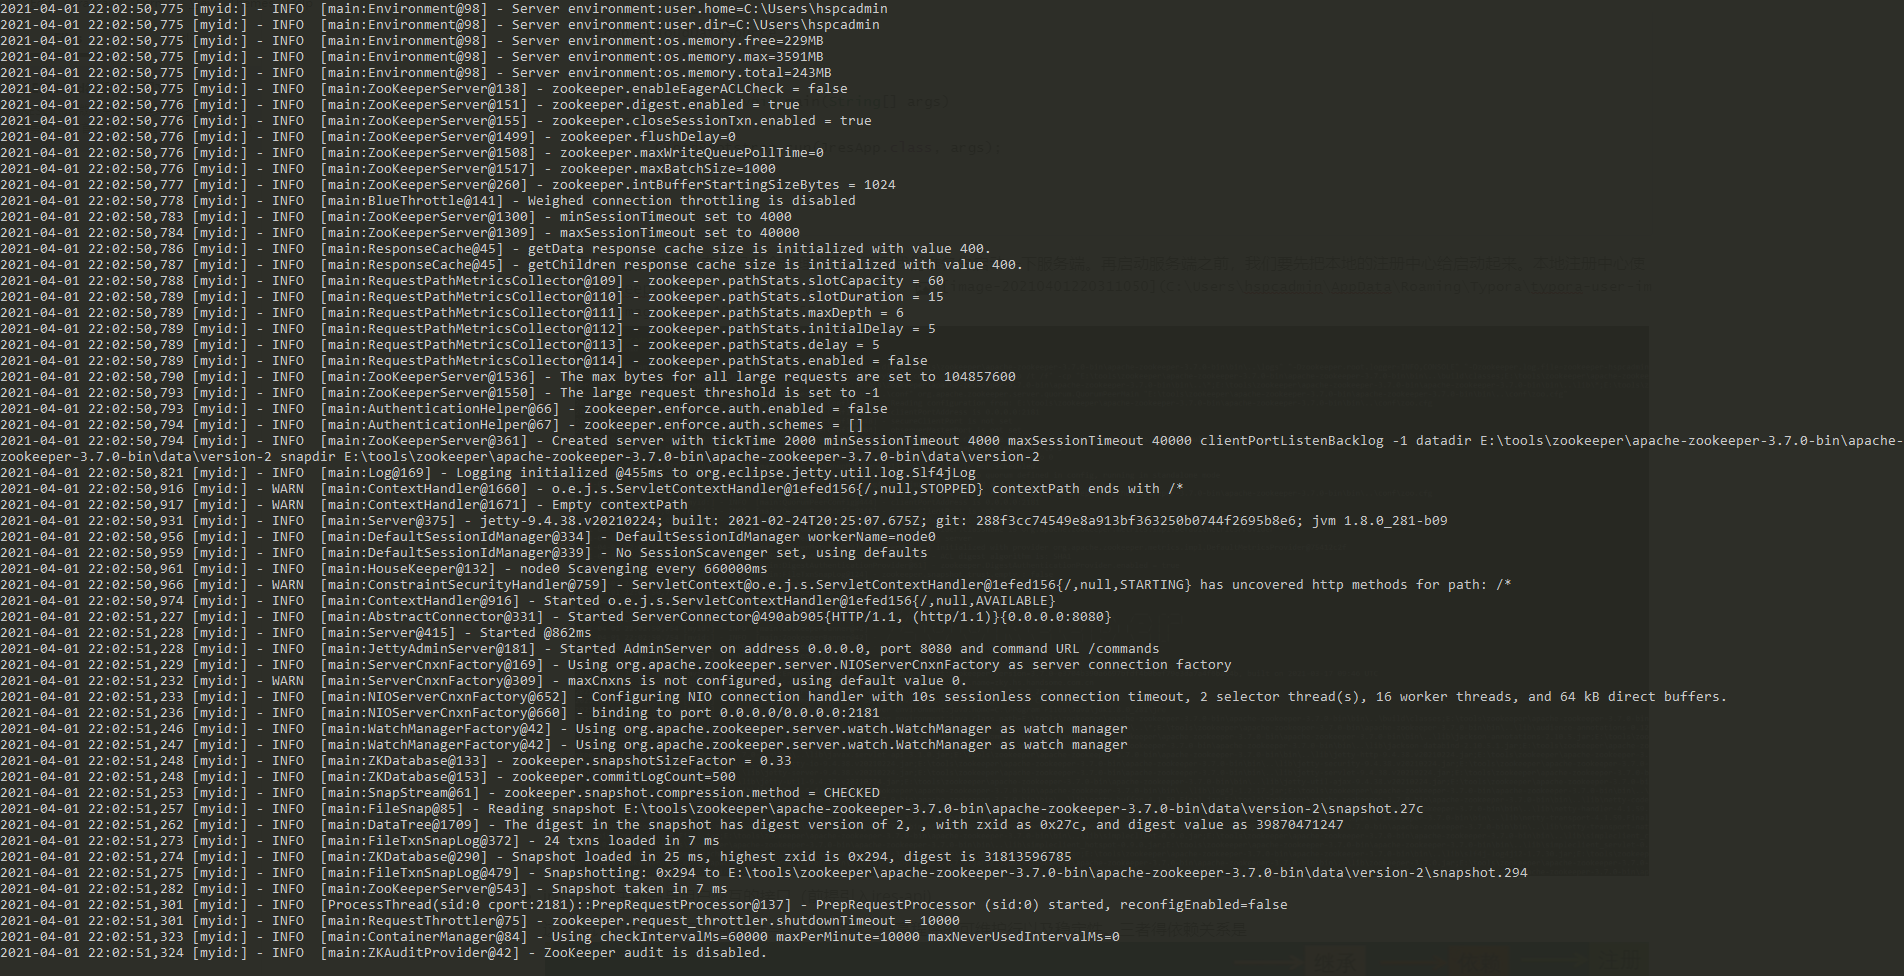 2021-04-01 22:02:50,775 [myid:] - INFO  [main:Environment@98] - Server environment:user.home=C:\Users\hspcadmin
2021-04-01 22:02:50,775 [myid:] - INFO  [main:Environment@98] - Server environment:user.dir=C:\Users\hspcadmin
2021-04-01 22:02:50,775 [myid:] - INFO  [main:Environment@98] - Server environment:os.memory.free=229MB
2021-04-01 22:02:50,775 [myid:] - INFO  [main:Environment@98] - Server environment:os.memory.max=3591MB
2021-04-01 22:02:50,775 [myid:] - INFO  [main:Environment@98] - Server environment:os.memory.total=243MB
2021-04-01 22:02:50,775 [myid:] - INFO  [main:ZooKeeperServer@138] - zookeeper.enableEagerACLCheck = false
2021-04-01 22:02:50,776 [myid:] - INFO  [main:ZooKeeperServer@151] - zookeeper.digest.enabled = true
2021-04-01 22:02:50,776 [myid:] - INFO  [main:ZooKeeperServer@155] - zookeeper.closeSessionTxn.enabled = true
2021-04-01 22:02:50,776 [myid:] - INFO  [main:ZooKeeperServer@1499] - zookeeper.flushDelay=0
2021-04-01 22:02:50,776 [myid:] - INFO  [main:ZooKeeperServer@1508] - zookeeper.maxWriteQueuePollTime=0
2021-04-01 22:02:50,776 [myid:] - INFO  [main:ZooKeeperServer@1517] - zookeeper.maxBatchSize=1000
2021-04-01 22:02:50,777 [myid:] - INFO  [main:ZooKeeperServer@260] - zookeeper.intBufferStartingSizeBytes = 1024
2021-04-01 22:02:50,778 [myid:] - INFO  [main:BlueThrottle@141] - Weighed connection throttling is disabled
2021-04-01 22:02:50,783 [myid:] - INFO  [main:ZooKeeperServer@1300] - minSessionTimeout set to 4000
2021-04-01 22:02:50,784 [myid:] - INFO  [main:ZooKeeperServer@1309] - maxSessionTimeout set to 40000
2021-04-01 22:02:50,786 [myid:] - INFO  [main:ResponseCache@45] - getData response cache size is initialized with value 400.
2021-04-01 22:02:50,787 [myid:] - INFO  [main:ResponseCache@45] - getChildren response cache size is initialized with value 400.
2021-04-01 22:02:50,788 [myid:] - INFO  [main:RequestPathMetricsCollector@109] - zookeeper.pathStats.slotCapacity = 60
2021-04-01 22:02:50,789 [myid:] - INFO  [main:RequestPathMetricsCollector@110] - zookeeper.pathStats.slotDuration = 15
2021-04-01 22:02:50,789 [myid:] - INFO  [main:RequestPathMetricsCollector@111] - zookeeper.pathStats.maxDepth = 6
2021-04-01 22:02:50,789 [myid:] - INFO  [main:RequestPathMetricsCollector@112] - zookeeper.pathStats.initialDelay = 5
2021-04-01 22:02:50,789 [myid:] - INFO  [main:RequestPathMetricsCollector@113] - zookeeper.pathStats.delay = 5
2021-04-01 22:02:50,789 [myid:] - INFO  [main:RequestPathMetricsCollector@114] - zookeeper.pathStats.enabled = false
2021-04-01 22:02:50,790 [myid:] - INFO  [main:ZooKeeperServer@1536] - The max bytes for all large requests are set to 104857600
2021-04-01 22:02:50,793 [myid:] - INFO  [main:ZooKeeperServer@1550] - The large request threshold is set to -1
2021-04-01 22:02:50,793 [myid:] - INFO  [main:AuthenticationHelper@66] - zookeeper.enforce.auth.enabled = false
2021-04-01 22:02:50,794 [myid:] - INFO  [main:AuthenticationHelper@67] - zookeeper.enforce.auth.schemes = []
2021-04-01 22:02:50,794 [myid:] - INFO  [main:ZooKeeperServer@361] - Created server with tickTime 2000 minSessionTimeout 4000 maxSessionTimeout 40000 clientPortListenBacklog -1 datadir E:\tools\zookeeper\apache-zookeeper-3.7.0-bin\apache-
zookeeper-3.7.0-bin\data\version-2 snapdir E:\tools\zookeeper\apache-zookeeper-3.7.0-bin\apache-zookeeper-3.7.0-bin\data\version-2
2021-04-01 22:02:50,821 [myid:] - INFO  [main:Log@169] - Logging initialized @455ms to org.eclipse.jetty.util.log.Slf4jLog
2021-04-01 22:02:50,916 [myid:] - WARN  [main:ContextHandler@1660] - o.e.j.s.ServletContextHandler@1efed156{/,null,STOPPED} contextPath ends with /*
2021-04-01 22:02:50,917 [myid:] - WARN  [main:ContextHandler@1671] - Empty contextPath
2021-04-01 22:02:50,931 [myid:] - INFO  [main:Server@375] - jetty-9.4.38.v20210224; built: 2021-02-24T20:25:07.675Z; git: 288f3cc74549e8a913bf363250b0744f2695b8e6; jvm 1.8.0_281-b09
2021-04-01 22:02:50,956 [myid:] - INFO  [main:DefaultSessionIdManager@334] - DefaultSessionIdManager workerName=node0
2021-04-01 22:02:50,959 [myid:] - INFO  [main:DefaultSessionIdManager@339] - No SessionScavenger set, using defaults
2021-04-01 22:02:50,961 [myid:] - INFO  [main:HouseKeeper@132] - node0 Scavenging every 660000ms
2021-04-01 22:02:50,966 [myid:] - WARN  [main:ConstraintSecurityHandler@759] - ServletContext@o.e.j.s.ServletContextHandler@1efed156{/,null,STARTING} has uncovered http methods for path: /*
2021-04-01 22:02:50,974 [myid:] - INFO  [main:ContextHandler@916] - Started o.e.j.s.ServletContextHandler@1efed156{/,null,AVAILABLE}
2021-04-01 22:02:51,227 [myid:] - INFO  [main:AbstractConnector@331] - Started ServerConnector@490ab905{HTTP/1.1, (http/1.1)}{0.0.0.0:8080}
2021-04-01 22:02:51,228 [myid:] - INFO  [main:Server@415] - Started @862ms
2021-04-01 22:02:51,228 [myid:] - INFO  [main:JettyAdminServer@181] - Started AdminServer on address 0.0.0.0, port 8080 and command URL /commands
2021-04-01 22:02:51,229 [myid:] - INFO  [main:ServerCnxnFactory@169] - Using org.apache.zookeeper.server.NIOServerCnxnFactory as server connection factory
2021-04-01 22:02:51,232 [myid:] - WARN  [main:ServerCnxnFactory@309] - maxCnxns is not configured, using default value 0.
2021-04-01 22:02:51,233 [myid:] - INFO  [main:NIOServerCnxnFactory@652] - Configuring NIO connection handler with 10s sessionless connection timeout, 2 selector thread(s), 16 worker threads, and 64 kB direct buffers.
2021-04-01 22:02:51,236 [myid:] - INFO  [main:NIOServerCnxnFactory@660] - binding to port 0.0.0.0/0.0.0.0:2181
2021-04-01 22:02:51,246 [myid:] - INFO  [main:WatchManagerFactory@42] - Using org.apache.zookeeper.server.watch.WatchManager as watch manager
2021-04-01 22:02:51,247 [myid:] - INFO  [main:WatchManagerFactory@42] - Using org.apache.zookeeper.server.watch.WatchManager as watch manager
2021-04-01 22:02:51,248 [myid:] - INFO  [main:ZKDatabase@133] - zookeeper.snapshotSizeFactor = 0.33
2021-04-01 22:02:51,248 [myid:] - INFO  [main:ZKDatabase@153] - zookeeper.commitLogCount=500
2021-04-01 22:02:51,253 [myid:] - INFO  [main:SnapStream@61] - zookeeper.snapshot.compression.method = CHECKED
2021-04-01 22:02:51,257 [myid:] - INFO  [main:FileSnap@85] - Reading snapshot E:\tools\zookeeper\apache-zookeeper-3.7.0-bin\apache-zookeeper-3.7.0-bin\data\version-2\snapshot.27c
2021-04-01 22:02:51,262 [myid:] - INFO  [main:DataTree@1709] - The digest in the snapshot has digest version of 2, , with zxid as 0x27c, and digest value as 39870471247
2021-04-01 22:02:51,273 [myid:] - INFO  [main:FileTxnSnapLog@372] - 24 txns loaded in 7 ms
2021-04-01 22:02:51,274 [myid:] - INFO  [main:ZKDatabase@290] - Snapshot loaded in 25 ms, highest zxid is 0x294, digest is 31813596785
2021-04-01 22:02:51,275 [myid:] - INFO  [main:FileTxnSnapLog@479] - Snapshotting: 0x294 to E:\tools\zookeeper\apache-zookeeper-3.7.0-bin\apache-zookeeper-3.7.0-bin\data\version-2\snapshot.294
2021-04-01 22:02:51,282 [myid:] - INFO  [main:ZooKeeperServer@543] - Snapshot taken in 7 ms
2021-04-01 22:02:51,301 [myid:] - INFO  [ProcessThread(sid:0 cport:2181)::PrepRequestProcessor@137] - PrepRequestProcessor (sid:0) started, reconfigEnabled=false
2021-04-01 22:02:51,301 [myid:] - INFO  [main:RequestThrottler@75] - zookeeper.request_throttler.shutdownTimeout = 10000
2021-04-01 22:02:51,323 [myid:] - INFO  [main:ContainerManager@84] - Using checkIntervalMs=60000 maxPerMinute=10000 maxNeverUsedIntervalMs=0
2021-04-01 22:02:51,324 [myid:] - INFO  [main:ZKAuditProvider@42] - ZooKeeper audit is disabled.